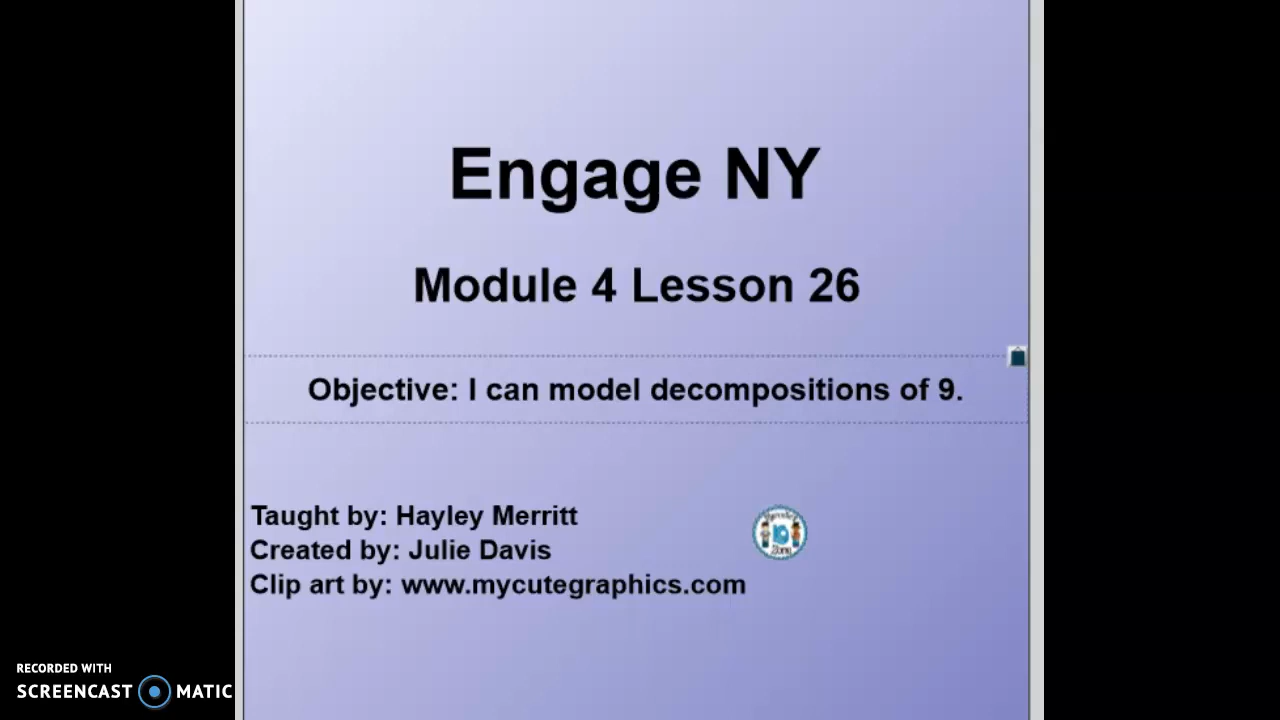 Engage NY
Module 4 Lesson 26
Objective: I can model decompositions of 9.
Taught by: Hayley Merritt
Created by: Julie Davis
Clip art by: www.mycutegraphics.com
RECORDED WITH
SCREENCAST MATIC